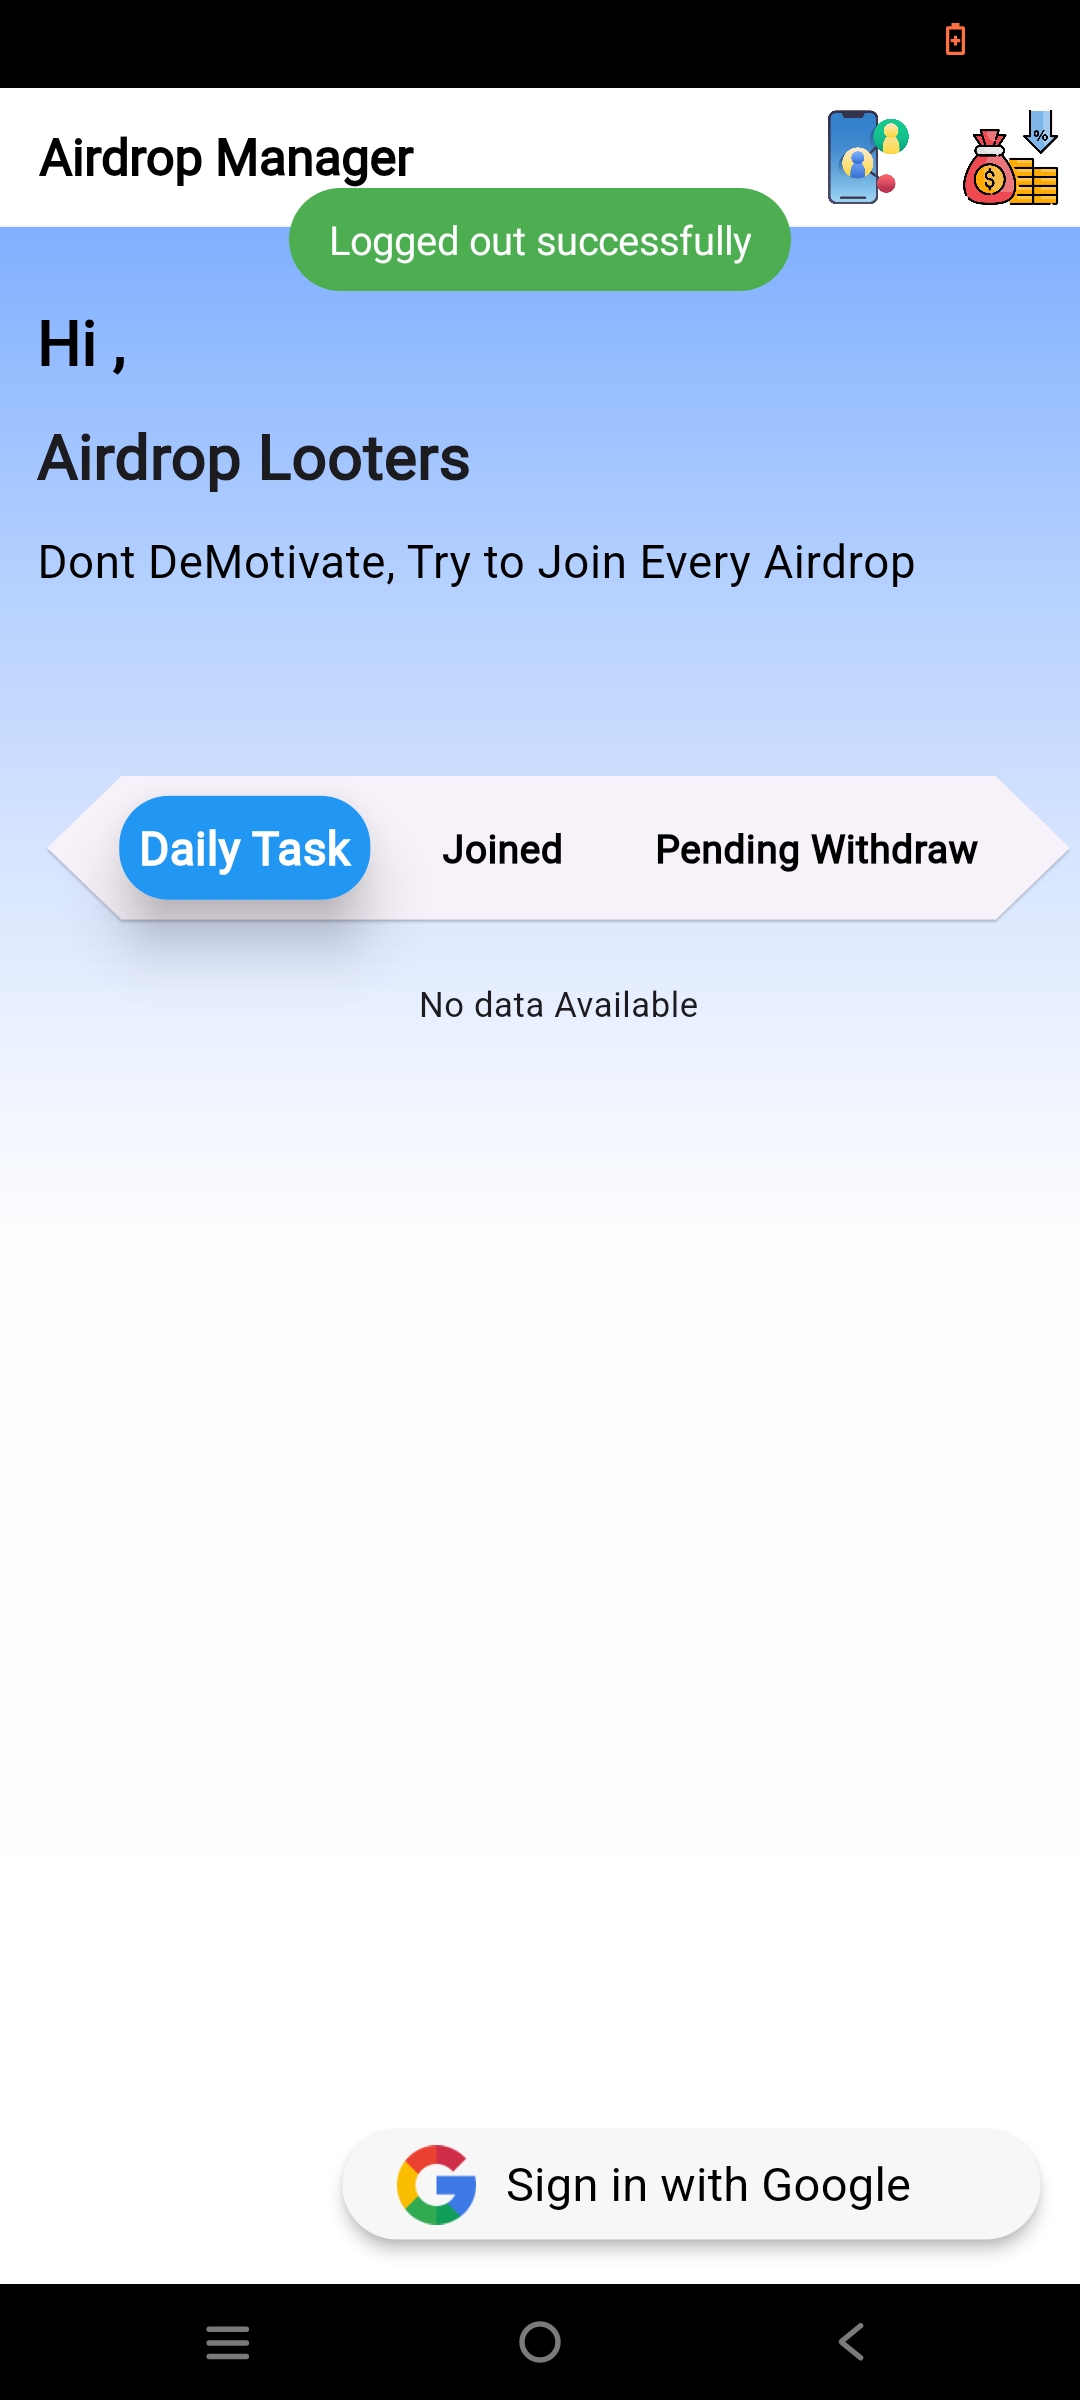 Airdrop Manager
%
$
Logged out successfully
Hi ,
Airdrop Looters
Dont DeMotivate, Try to Join Every Airdrop
Daily Task
Joined
Pending Withdraw
No data Available
Sign in with Google